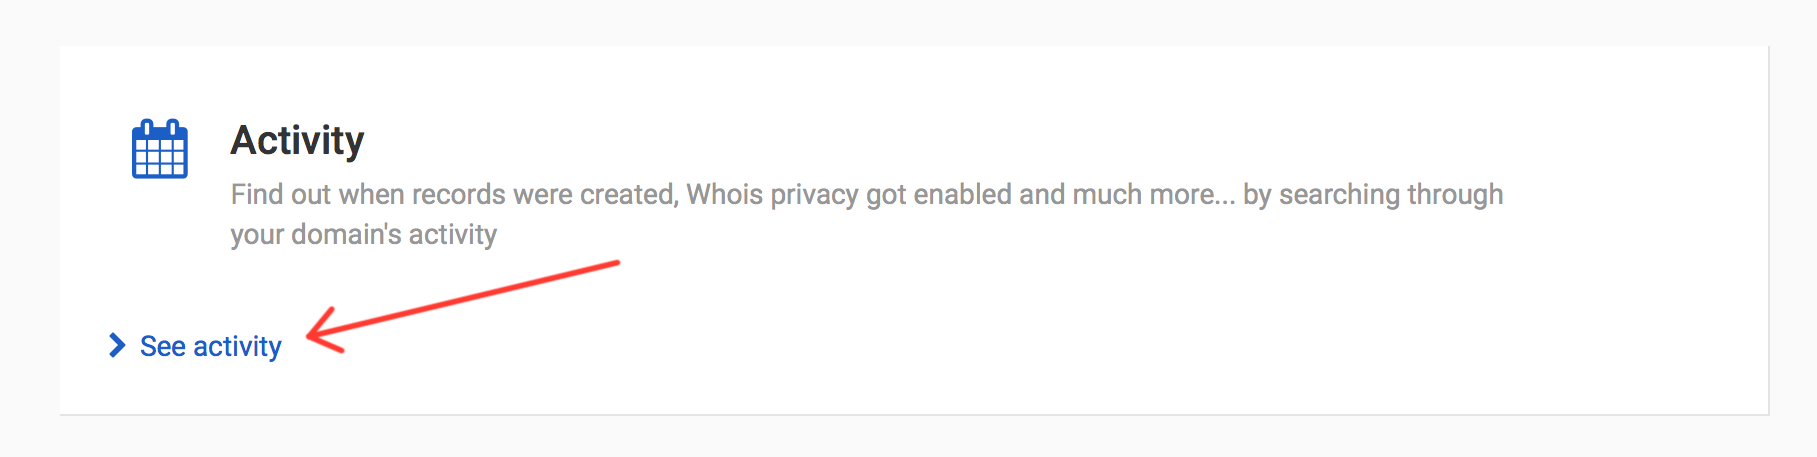 Activity
Find out when records were created, Whois privacy got enabled and much more... by searching through
your domain's activity
See activity